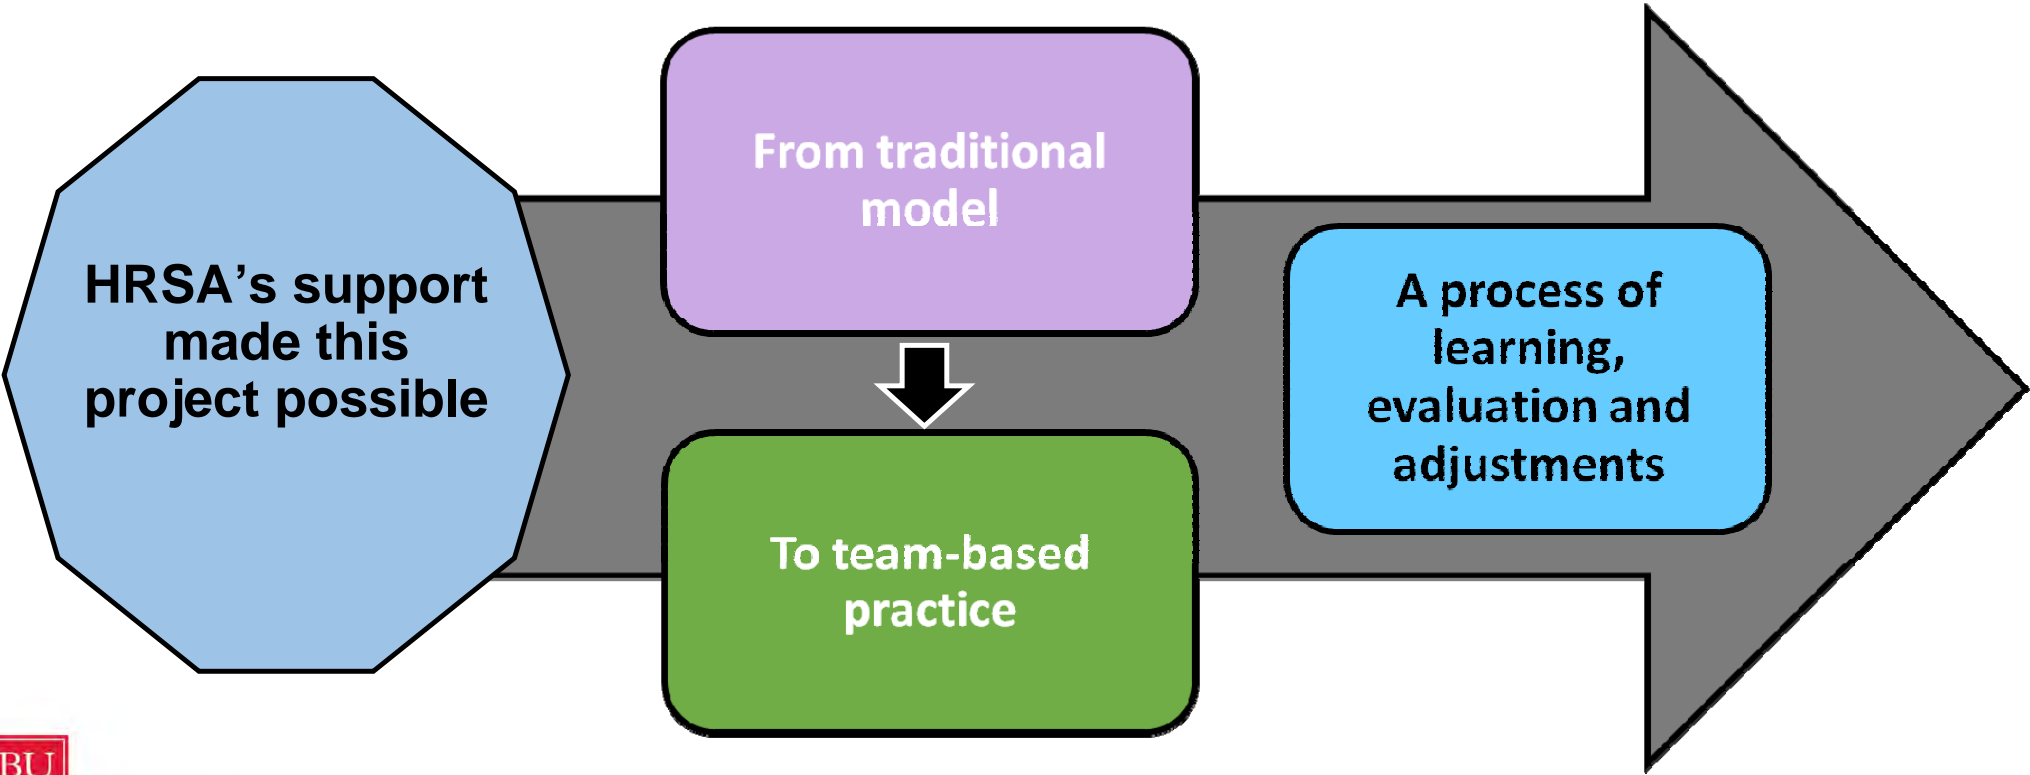 HRSA’s support
made this
project possible
From traditional
model
To team-based
practice
A process of
learning,
evaluation and
adjustments
BU